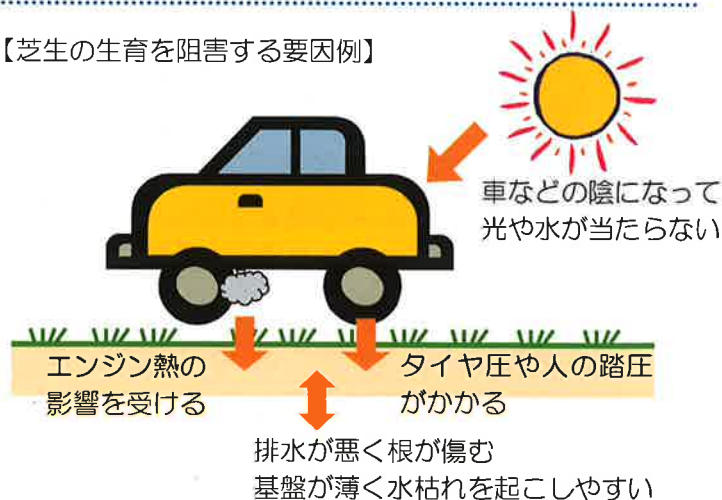 【芝生の生育を阻害する要因例】
車などの陰になって
光や水が当たらない
エンジン熱の
影響を受ける
タイヤ圧や人の踏圧
がかかる
排水が悪く根が傷む
基盤が薄く水枯れを起こしやすい